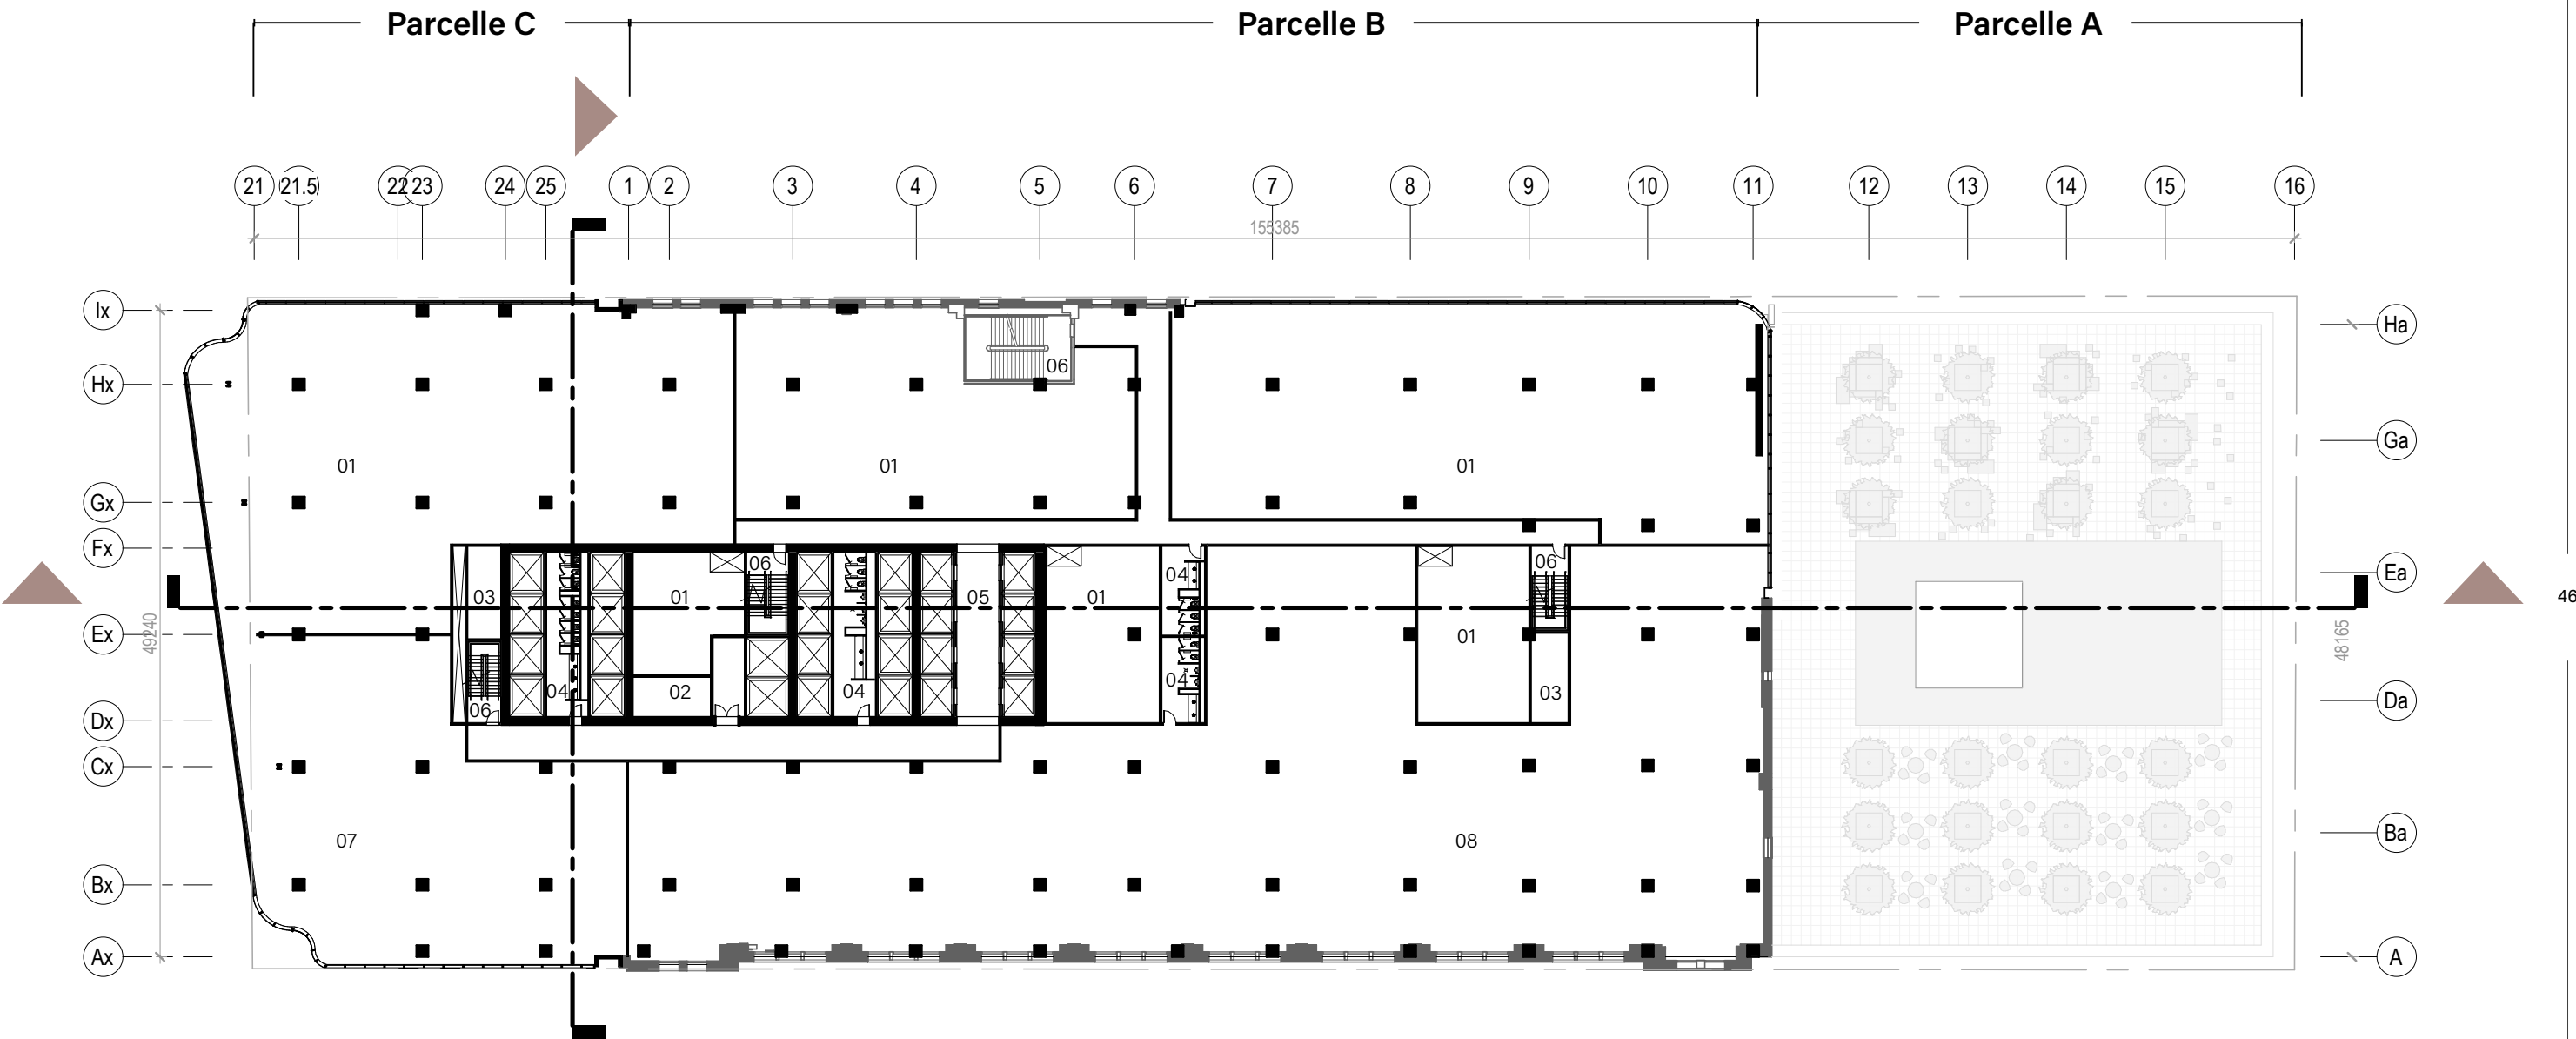 Parcelle C Parcelle B Parcelle A
21 21.5 22 23 24 25 1 2 3 4 5 6 7 8 9 10 11 12 13 14 15 16
155385
Ix
Ha
06
Hx
Ga
01 01 01
Gx
Fx
06 06
Ea
04
03 01 05 01
46
49240
Ex
01
48165
04
04 02 04 03
Da
06
Dx
Cx
Ba
07 08
Bx
Ax
A